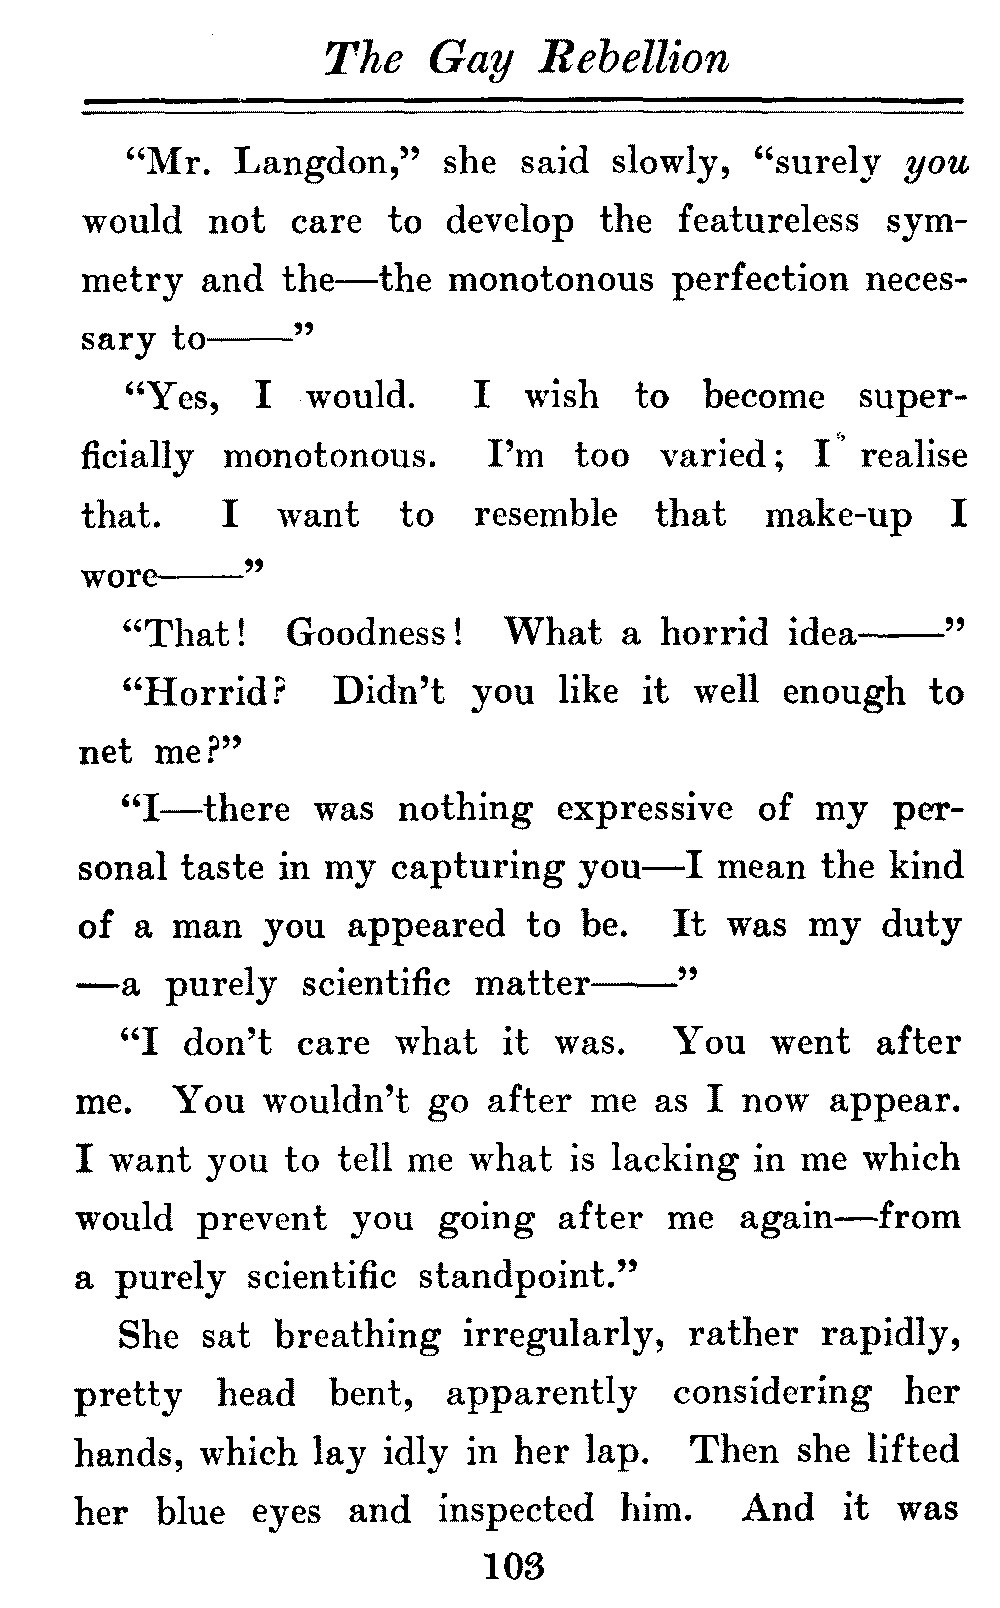 The Gay Rebellion
“Mr. Langdon,” she said slowly, “surely you
would not care to develop the featureless sym-
metry and the—the monotonous perfection neces-
sary to——”
“Yes, I would. I wish to become super-
ficially monotonous. I’m too varied; I realise
that. I want to resemble that make-up I
wore——”
“That! Goodness! What a horrid idea——”
“Horrid? Didn’t you like it well enough to
net me?”
“I—there was nothing expressive of my per-
sonal taste in my capturing you—I mean the kind
of a man you appeared to be. It was my duty
—a purely scientific matter——”
“I don’t care what it was. You went after
me. You wouldn’t go after me as I now appear.
I want you to tell me what is lacking in me which
would prevent you going after me again—from
a purely scientific standpoint.”
She sat breathing irregularly, rather rapidly,
pretty head bent, apparently considering her
hands, which lay idly in her lap. Then she lifted
her blue eyes and inspected him. And it was
103